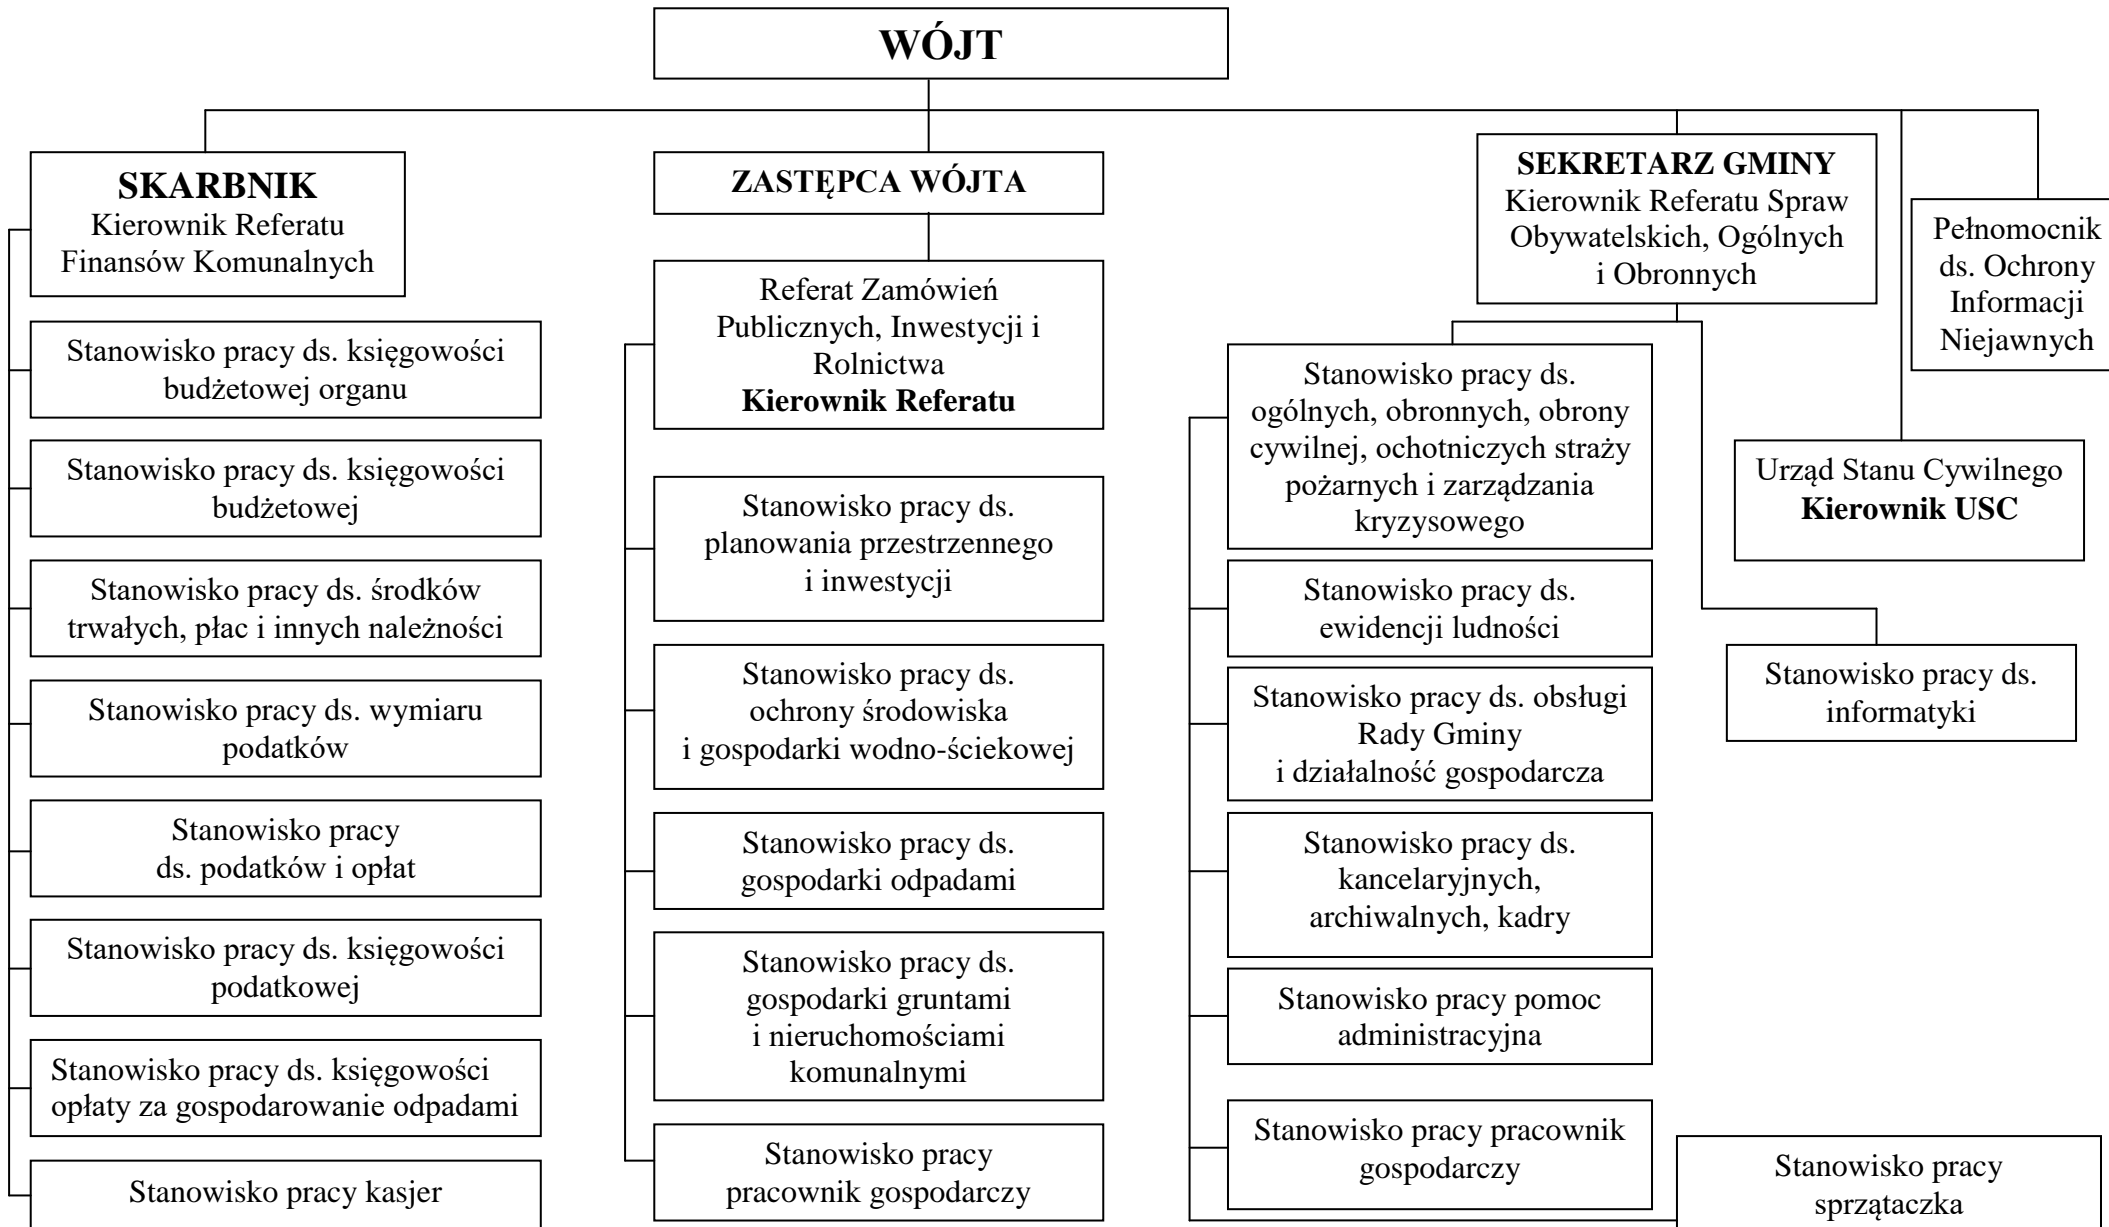 WÓJT
SKARBNIK
Kierownik Referatu
Finansów Komunalnych
Stanowisko pracy ds. księgowości
budżetowej organu
Stanowisko pracy ds. księgowości
budżetowej
Stanowisko pracy ds. środków
trwałych, płac i innych należności
Stanowisko pracy ds. wymiaru
podatków
Stanowisko pracy
ds. podatków i opłat
Stanowisko pracy ds. księgowości
podatkowej
Stanowisko pracy ds. księgowości
opłaty za gospodarowanie odpadami
Stanowisko pracy kasjer
ZASTĘPCA WÓJTA
Referat Zamówień
Publicznych, Inwestycji i
Rolnictwa
Kierownik Referatu
Stanowisko pracy ds.
planowania przestrzennego
i inwestycji
Stanowisko pracy ds.
ochrony środowiska
i gospodarki wodno-ściekowej
Stanowisko pracy ds.
gospodarki odpadami
Stanowisko pracy ds.
gospodarki gruntami
i nieruchomościami
komunalnymi
Stanowisko pracy
pracownik gospodarczy
SEKRETARZ GMINY
Kierownik Referatu Spraw
Obywatelskich, Ogólnych
i Obronnych
Stanowisko pracy ds.
ogólnych, obronnych, obrony
cywilnej, ochotniczych straży
pożarnych i zarządzania
kryzysowego
Stanowisko pracy ds.
ewidencji ludności
Stanowisko pracy ds. obsługi
Rady Gminy
i działalność gospodarcza
Stanowisko pracy ds.
kancelaryjnych,
archiwalnych, kadry
Stanowisko pracy pomoc
administracyjna
Stanowisko pracy pracownik
gospodarczy
Pełnomocnik
ds. Ochrony
Informacji
Niejawnych
Urząd Stanu Cywilnego
Kierownik USC
Stanowisko pracy ds.
informatyki
Stanowisko pracy
sprzątaczka